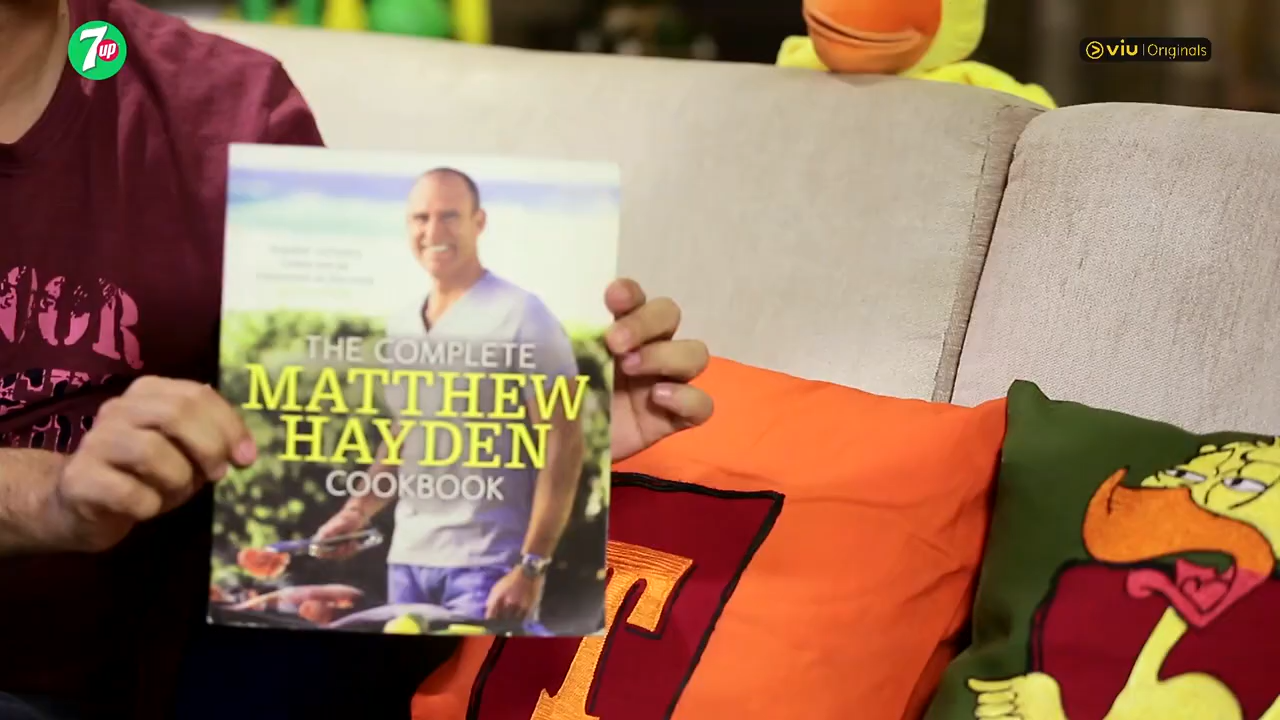 7up
viu | Originals
THE COMPLETE
MATTHEW
HAYDEN
COOKBOOK
T